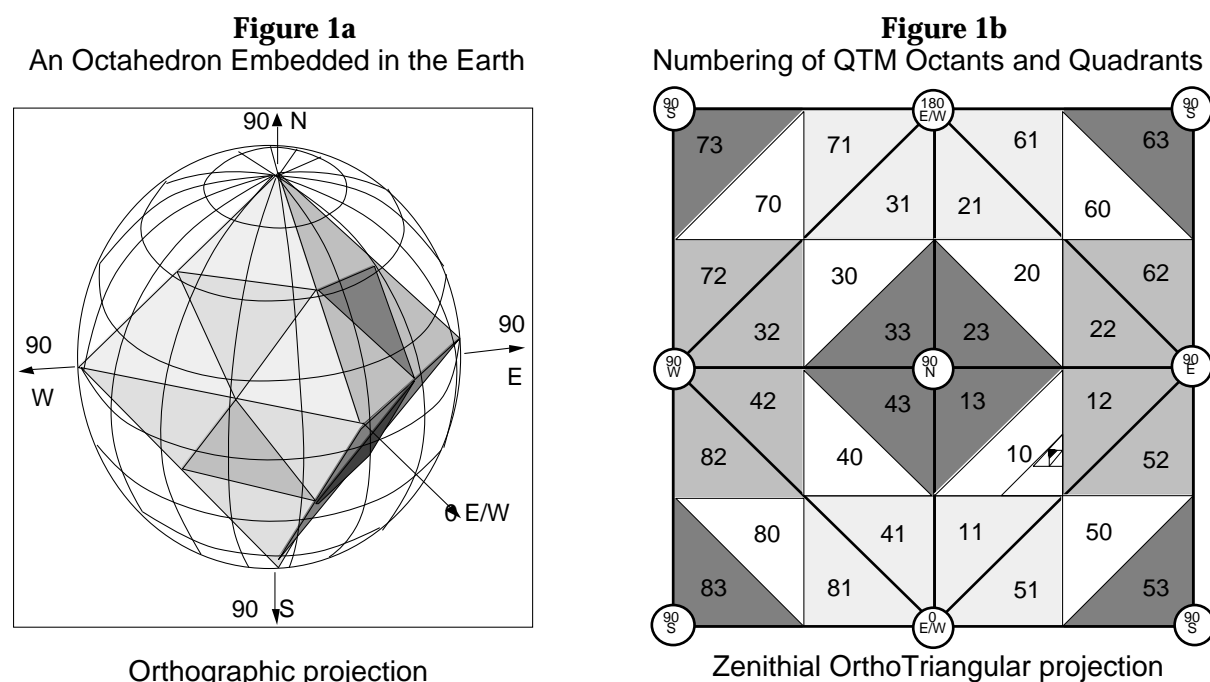 Figure 1a
An Octahedron Embedded in the Earth
90 N
90
W
90
E
0 E/W
90 S
Orthographic projection
Figure 1b
Numbering of QTM Octants and Quadrants
90 S
180 E/W
90 S
73 71 61 63
70 31 21 60
72 30 20 62
32 33 23 22
90 W
90 N
90 E
42 43 13 12
82 40 10 52
80 41 11 50
83 81 51 53
90 S
0 E/W
90 S
Zenithial OrthoTriangular projection